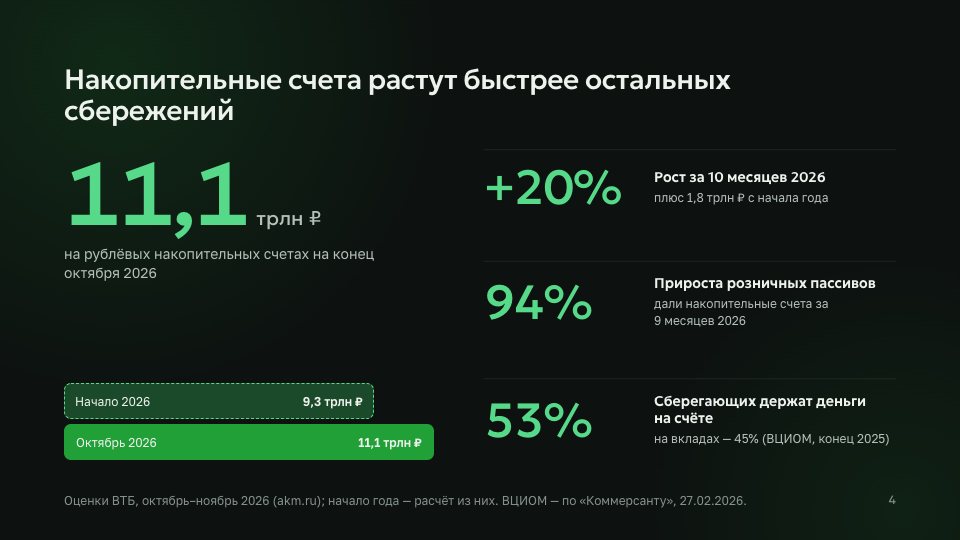 Накопительные счета растут быстрее остальных
сбережений
11,1 трлн ₽
на рублёвых накопительных счетах на конец
октября 2026
Начало 2026 9,3 трлн ₽
Октябрь 2026 11,1 трлн ₽
+20%
Рост за 10 месяцев 2026
плюс 1,8 трлн ₽ с начала года
94%
Прироста розничных пассивов
дали накопительные счета за
9 месяцев 2026
53%
Сберегающих держат деньги
на счёте
на вкладах — 45% (ВЦИОМ, конец 2025)
Оценки ВТБ, октябрь–ноябрь 2026 (akm.ru); начало года — расчёт из них. ВЦИОМ — по «Коммерсанту», 27.02.2026.
4